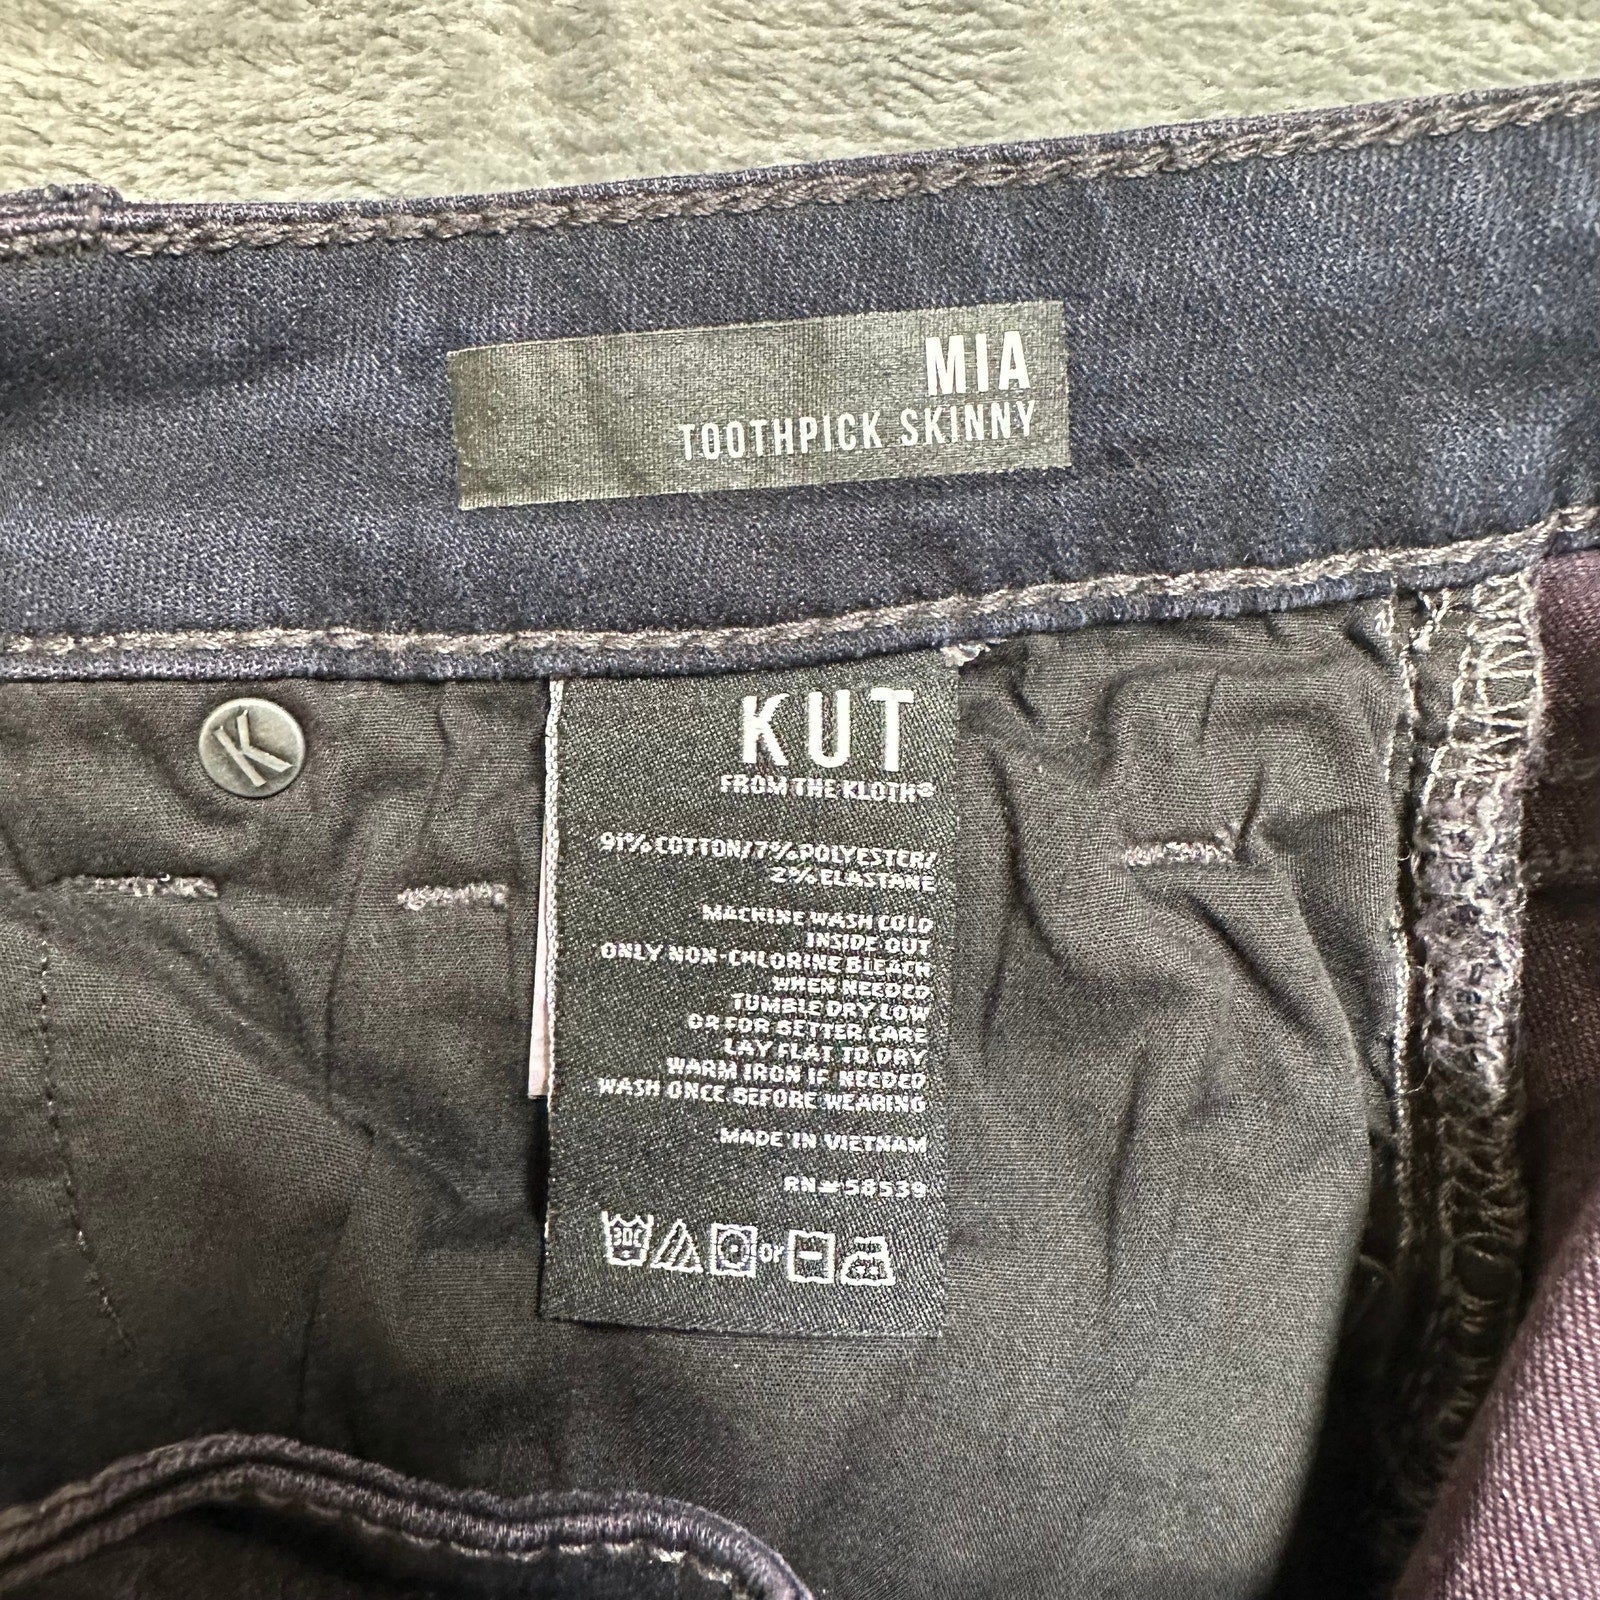 MIA
TOOTHPICK SKINNY
K
KUT
FROM THE KLOTH®
91% COTTON/7% POLYESTER/
2% ELASTANE
MACHINE WASH COLD
INSIDE OUT
ONLY NON-CHLORINE BLEACH
WHEN NEEDED
TUMBLE DRY LOW
OR FOR BETTER CARE
LAY FLAT TO DRY
WARM IRON IF NEEDED
WASH ONCE BEFORE WEARING
MADE IN VIETNAM
RN#58539
30C or